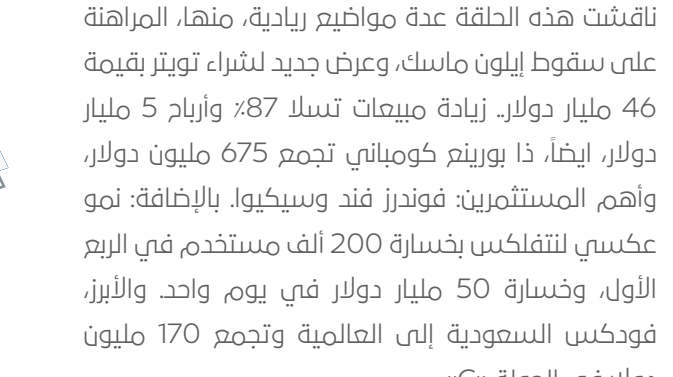 ناقشت هذه الحلقة عدة مواضيع ريادية، منها، المراهنة
على سقوط إيلون ماسك، وعرض جديد لشراء تويتر بقيمة
46 مليار دولار.. زيادة مبيعات تسلا 87٪ وأرباح 5 مليار
دولار، ايضاً، ذا بورينغ كومباني تجمع 675 مليون دولار،
وأهم المستثمرين: فوندرز فند وسيكيوا. بالإضافة: نمو
عكسي لنتفلكس بخسارة 200 ألف مستخدم في الربع
الأول، وخسارة 50 مليار دولار في يوم واحد. والأبرز،
فودكس السعودية إلى العالمية وتجمع 170 مليون